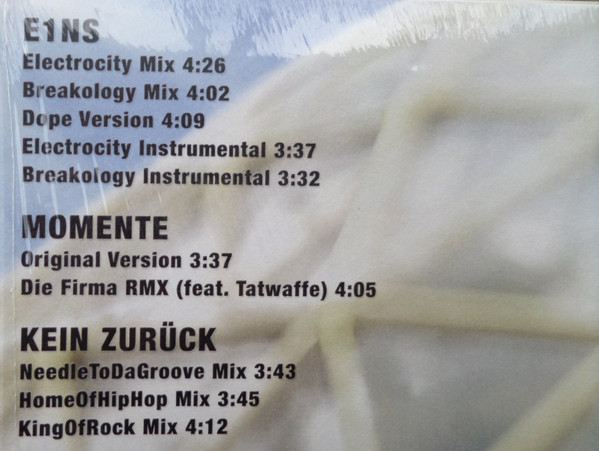 E1NS
Electrocity Mix 4:26
Breakology Mix 4:02
Dope Version 4:09
Electrocity Instrumental 3:37
Breakology Instrumental 3:32
MOMENTE
Original Version 3:37
Die Firma RMX (feat. Tatwaffe) 4:05
KEIN ZURÜCK
NeedleToDaGroove Mix 3:43
HomeOfHipHop Mix 3:45
KingOfRock Mix 4:12